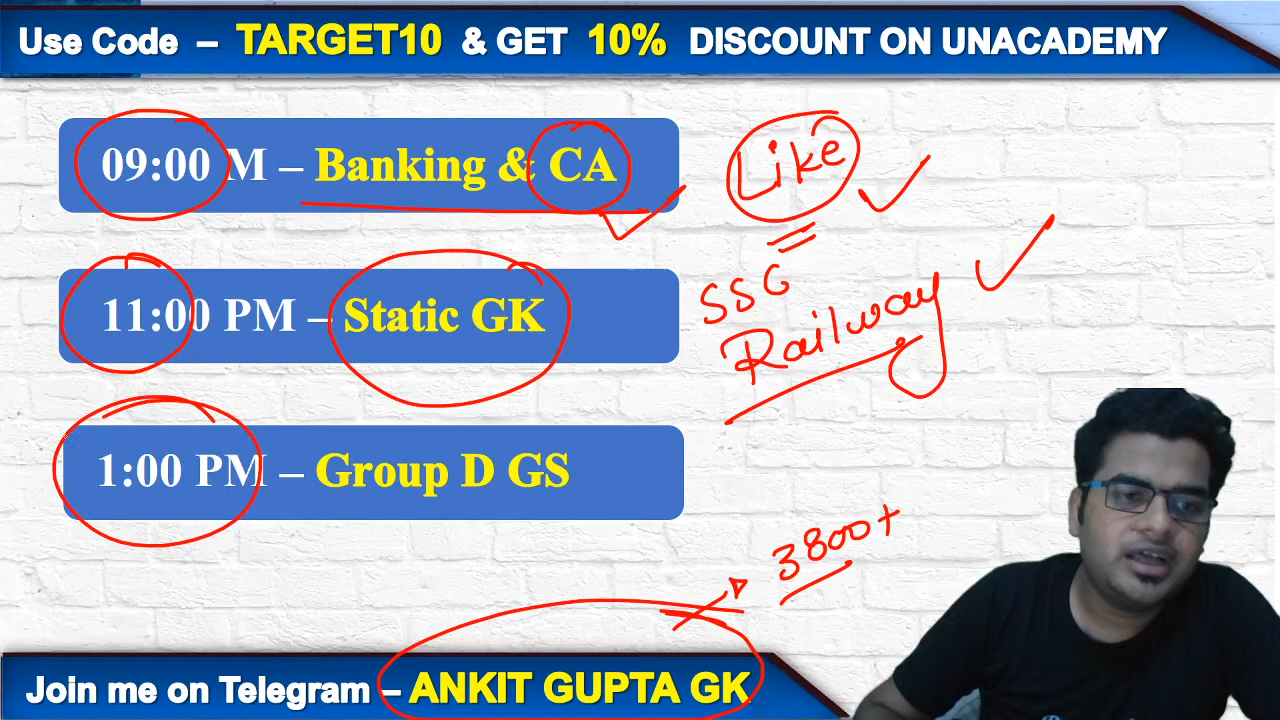 Use Code – TARGET10 & GET 10% DISCOUNT ON UNACADEMY
09:00 M – Banking & CA
Like
11:00 PM – Static GK
SSC
Railway
1:00 PM – Group D GS
3800+
Join me on Telegram – ANKIT GUPTA GK